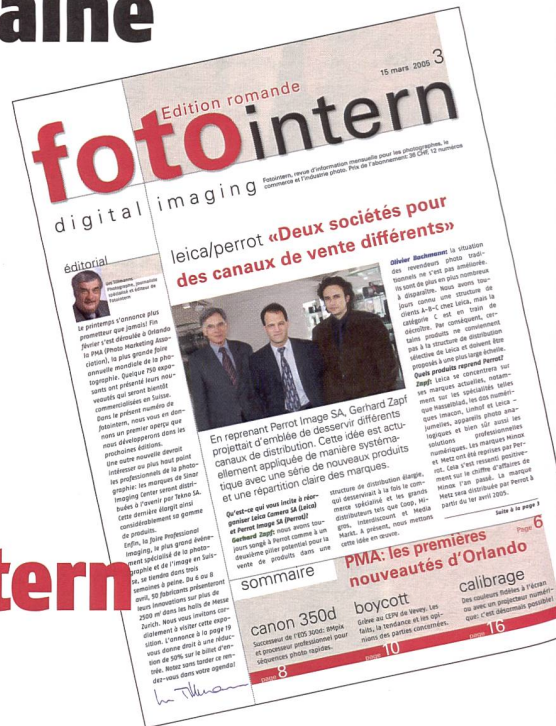 aine
Edition romande
15 mars 2005 3
fotointern
digital imaging
Fotointern, revue d'information mensuelle pour les photographes, le
commerce et l'industrie photo. Prix de l'abonnement: 36 CHF, 12 numéros
éditorial
Urs Tillmanns
Photographe, journaliste
spécialisé et éditeur de
Fotointern
Le printemps s'annonce plus
prometteur que jamais! Fin
février s'est déroulée à Orlando
la PMA (Photo Marketing Asso-
ciation), la plus grande foire
annuelle mondiale de la pho-
tographie. Quelque 750 expo-
sants ont présenté leurs nou-
veautés qui seront bientôt
commercialisées en Suisse.
Dans le présent numéro de
fotointern, nous vous en don-
nons un premier aperçu que
nous développerons dans les
prochaines éditions.
Une autre nouvelle devrait
intéresser au plus haut point
les professionnels de la photo-
graphie: les marques de Sinar
Imaging Center seront distri-
buées à l'avenir par Tekno SA.
Cette dernière élargit ainsi
considérablement sa gamme
de produits.
Enfin, la foire Professional
Imaging, le plus grand évène-
ment spécialisé de la photo-
graphie et de l'image en Suis-
se, se tiendra dans trois
semaines à peine. Du 6 au 8
avril, 50 fabricants présenteront
leurs innovations sur plus de
2500 m² dans les halls de Messe
Zurich. Nous vous invitons cor-
dialement à visiter cette expo-
sition. L'annonce à la page 19
vous donne droit à une réduc-
tion de 50% sur le billet d'en-
trée. Notez sans tarder ce ren-
dez-vous dans votre agenda!
leica/perrot «Deux sociétés pour
des canaux de vente différents»
En reprenant Perrot Image SA, Gerhard Zapf
projettait d'emblée de desservir différents
canaux de distribution. Cette idée est actu-
ellement appliquée de manière systéma-
tique avec une série de nouveaux produits
et une répartition claire des marques.
Qu'est-ce qui vous incite à réor-
ganiser Leica Camera SA (Leica)
et Perrot Image SA (Perrot)?
Gerhard Zapf: nous avons tou-
jours songé à Perrot comme à un
deuxième pilier potentiel pour la
vente de produits dans une
structure de distribution élargie,
qui desservirait à la fois le com-
merce spécialisé et les grands
distributeurs tels que Coop, Mi-
gros, Interdiscount et Media
Markt. A présent, nous mettons
cette idée en œuvre.
Olivier Bachmann: la situation
des revendeurs photo tradi-
tionnels ne s'est pas améliorée.
Ils sont de plus en plus nombreux
à disparaître. Nous avons tou-
jours connu une structure de
clients A-B-C chez Leica, mais la
catégorie C est en train de
décroître. Par conséquent, cer-
tains produits ne conviennent
pas à la structure de distribution
sélective de Leica et doivent être
proposés à une plus large échelle.
Quels produits reprend Perrot?
Zapf: Leica se concentrera sur
ses marques actuelles, notam-
ment sur les spécialités telles
que Hasselblad, les dos numéri-
ques Imacon, Linhof et Leica –
jumelles, appareils photo ana-
logiques et bien sûr aussi les
solutions professionnelles
numériques. Les marques Minox
et Metz ont été reprises par Per-
rot. Cela s'est ressenti positive-
ment sur le chiffre d'affaires de
Minox l'an passé. La marque
Metz sera distribuée par Perrot à
partir du 1er avril 2005.
Suite à la page 3
sommaire
PMA: les premières
nouveautés d'Orlando
Page 6
canon 350d
Successeur de l'EOS 300d: 8Mpix
et processeur professionnel pour
séquences photo rapides.
page 8
boycott
Grève au CEPV de Vevey. Les
faits, la tendance et les opi-
nions des parties concernées.
page 10
calibrage
Des couleurs fidèles à l'écran
ou avec un projecteur numéri-
que: c'est désormais possible!
page 16
tern